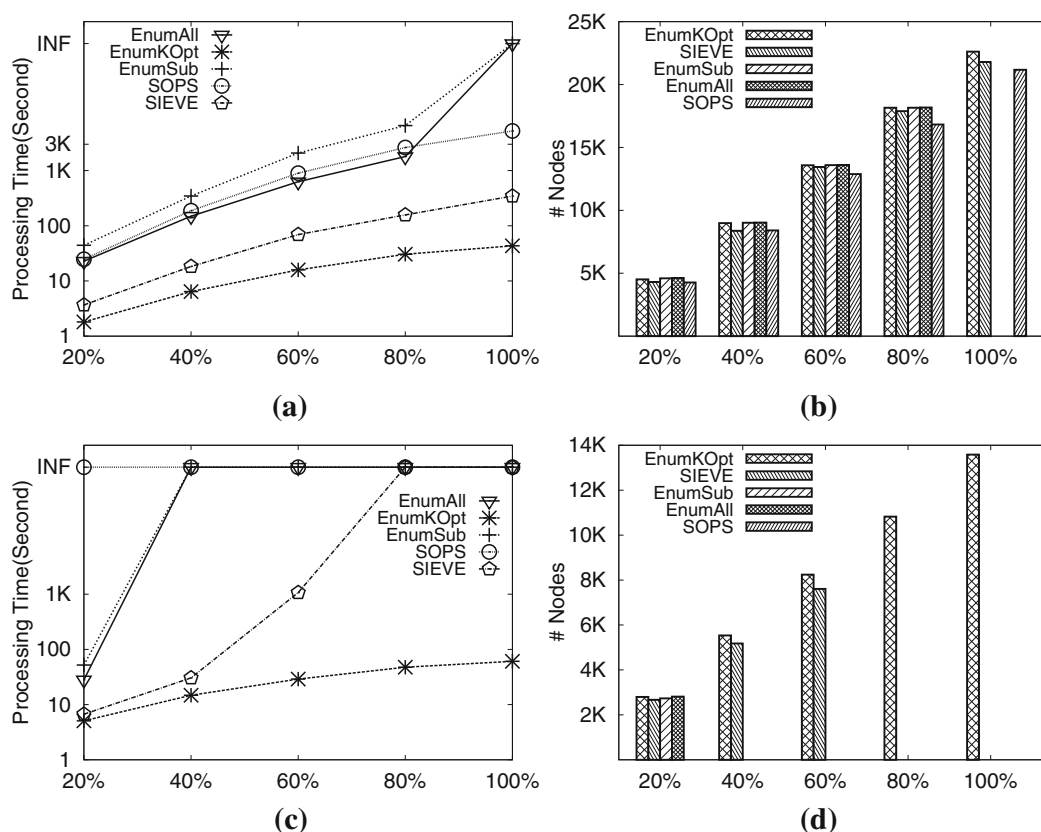 INF
3K
1K
100
10
1
Processing Time(Second)
EnumAll
EnumKOpt
EnumSub
SOPS
SIEVE
20% 40% 60% 80% 100%
(a)
25K
20K
15K
10K
5K
# Nodes
EnumKOpt
SIEVE
EnumSub
EnumAll
SOPS
20% 40% 60% 80% 100%
(b)
INF
1K
100
10
1
Processing Time(Second)
EnumAll
EnumKOpt
EnumSub
SOPS
SIEVE
20% 40% 60% 80% 100%
(c)
14K
12K
10K
8K
6K
4K
2K
# Nodes
EnumKOpt
SIEVE
EnumSub
EnumAll
SOPS
20% 40% 60% 80% 100%
(d)